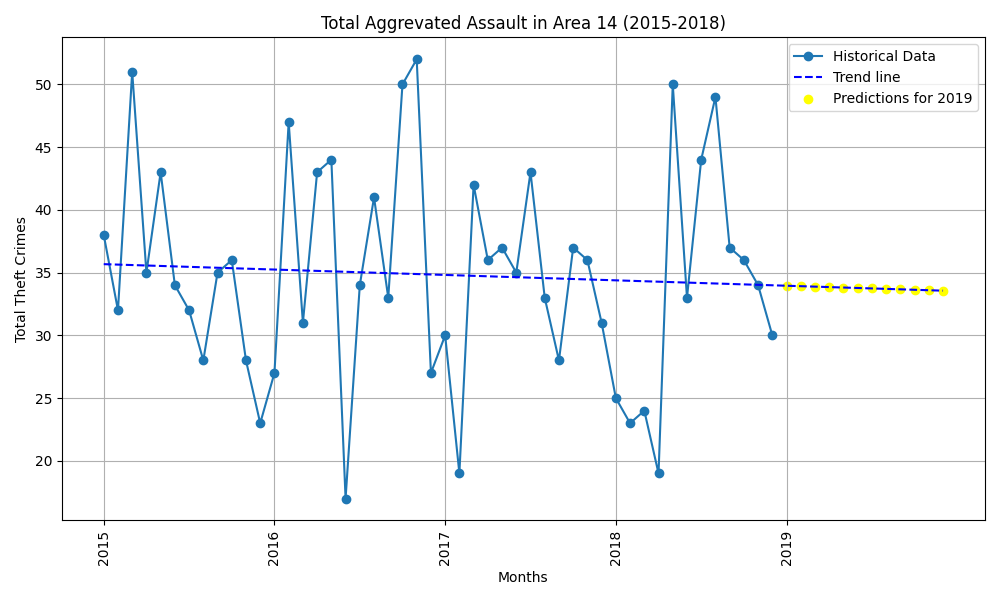 Total Aggrevated Assault in Area 14 (2015-2018)
Historical Data
Trend line
Predictions for 2019
Total Theft Crimes
50
45
40
35
30
25
20
2015
2016
2017
2018
2019
Months